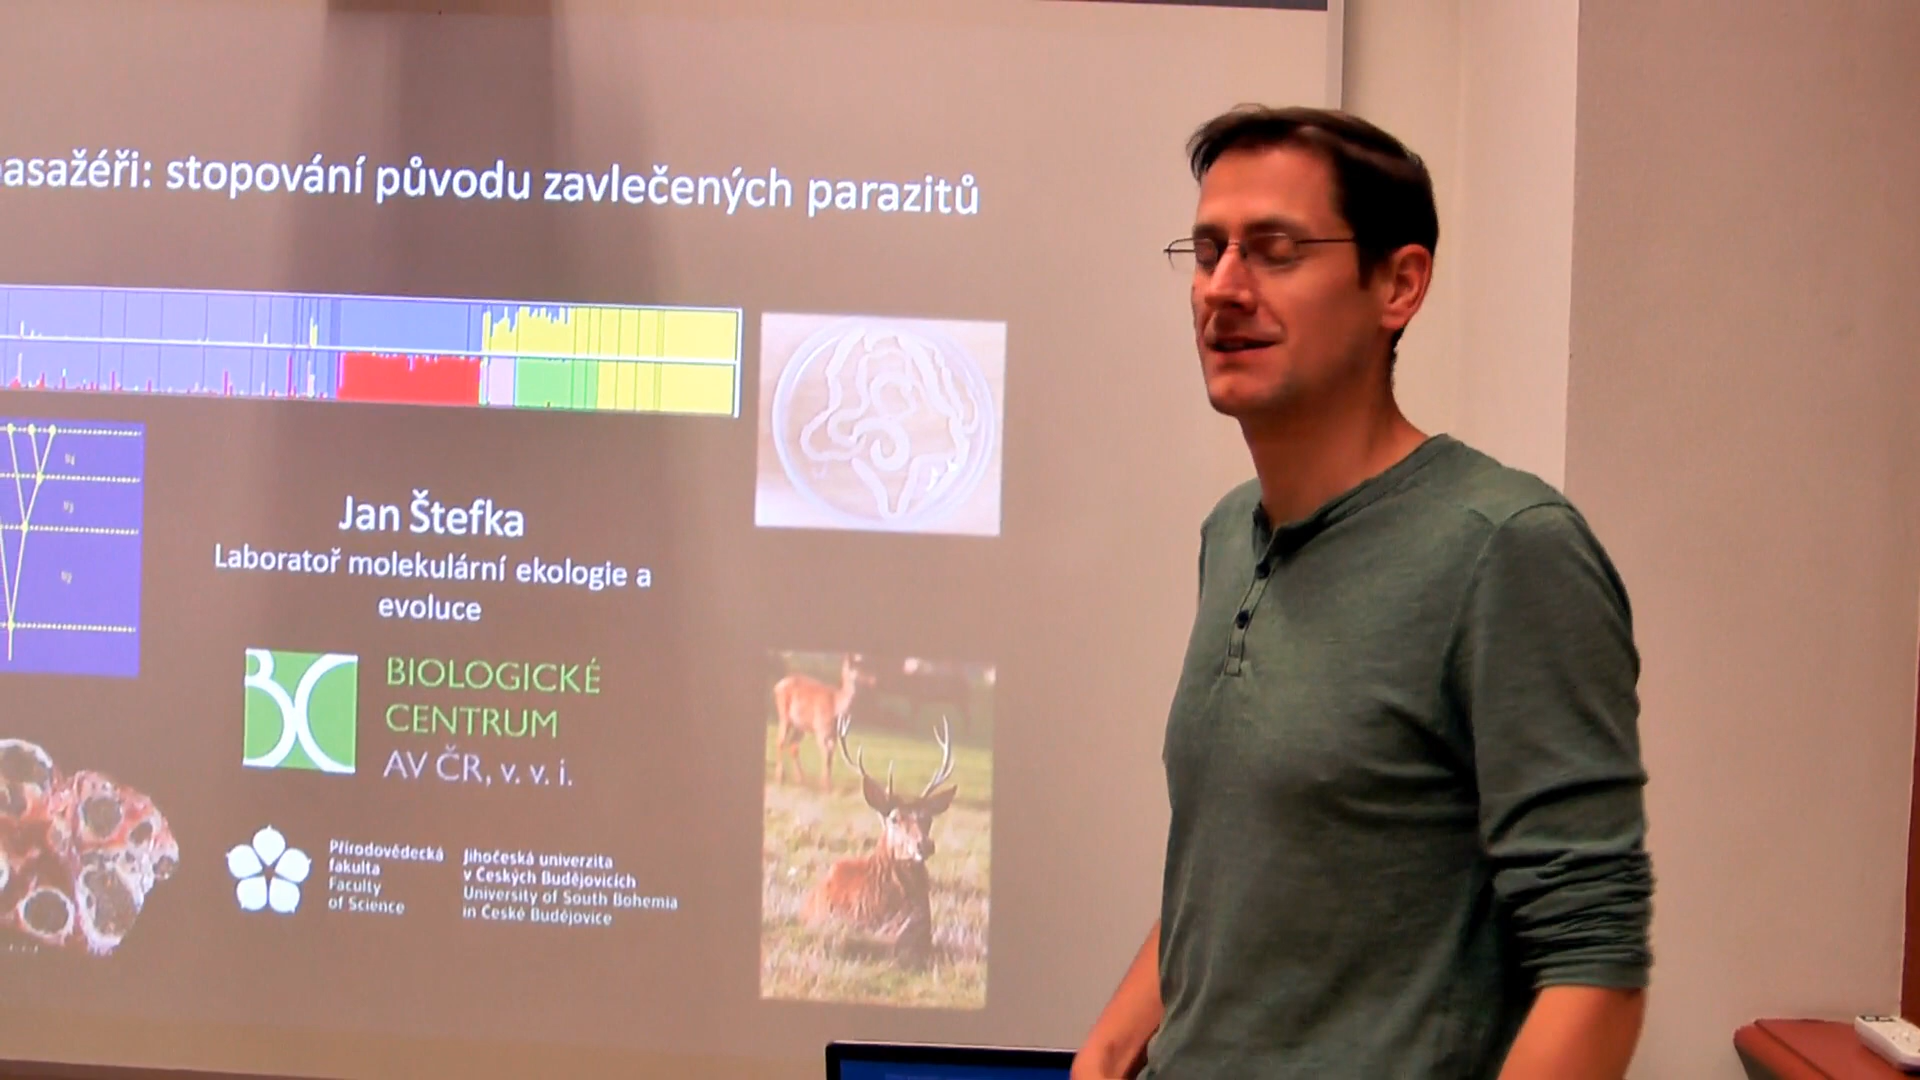 pasažéři: stopování původu zavlečených parazitů
Jan Štefka
Laboratoř molekulární ekologie a
evoluce
BIOLOGICKÉ
CENTRUM
AV ČR, v. v. i.
Přírodovědecká
fakulta
Faculty
of Science
Jihočeská univerzita
v Českých Budějovicích
University of South Bohemia
in České Budějovice